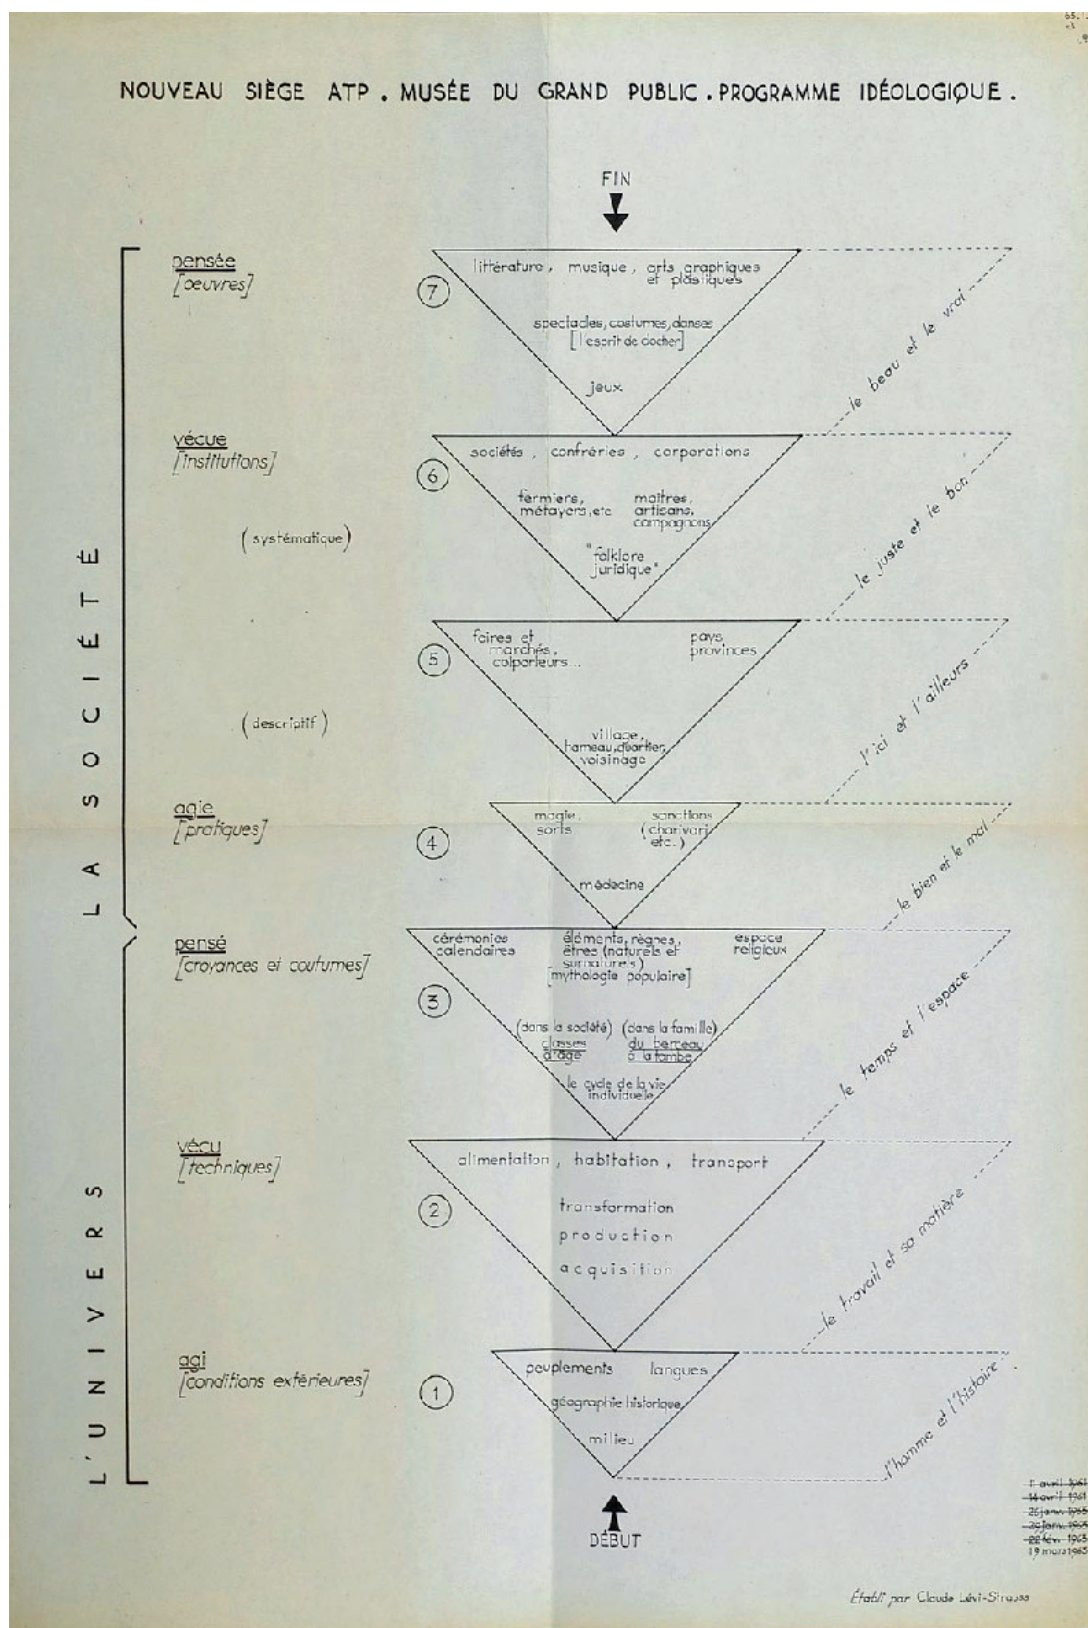 NOUVEAU SIÈGE ATP . MUSÉE DU GRAND PUBLIC . PROGRAMME IDÉOLOGIQUE .
FIN
LA SOCIÉTÉ
pensée
[oeuvres]
7
littérature, musique, arts graphiques
et plastiques
spectacles, costumes, danses
[l'esprit de clocher]
jeux
le beau et le vrai
vécue
[institutions]
6
sociétés, confréries, corporations
fermiers,
métayers, etc
maîtres,
artisans,
compagnons
"folklore
juridique"
le juste et le bon
(systématique)
5
foires et
marchés,
colporteurs...
pays
provinces
village,
hameau, quartier,
voisinage
l'ici et l'ailleurs
(descriptif)
agie
[pratiques]
4
magie,
sorts
sanctions
(charivari,
etc.)
médecine
le bien et le mal
L'UNIVERS
pensé
[croyances et coutumes]
3
cérémonies
calendaires
éléments, règnes,
êtres (naturels et
surnaturels)
[mythologie populaire]
espace
religieux
(dans la société)
classes
d'âge
(dans la famille)
du berceau
à la tombe
le cycle de la vie
individuelle
le temps et l'espace
vécu
[techniques]
2
alimentation, habitation, transport
transformation
production
acquisition
le travail et sa matière
agi
[conditions extérieures]
1
peuplements langues
géographie historique
milieu
l'homme et l'histoire
DÉBUT
14 avril 1961
19 mars 1965
Établi par Claude Lévi-Strauss